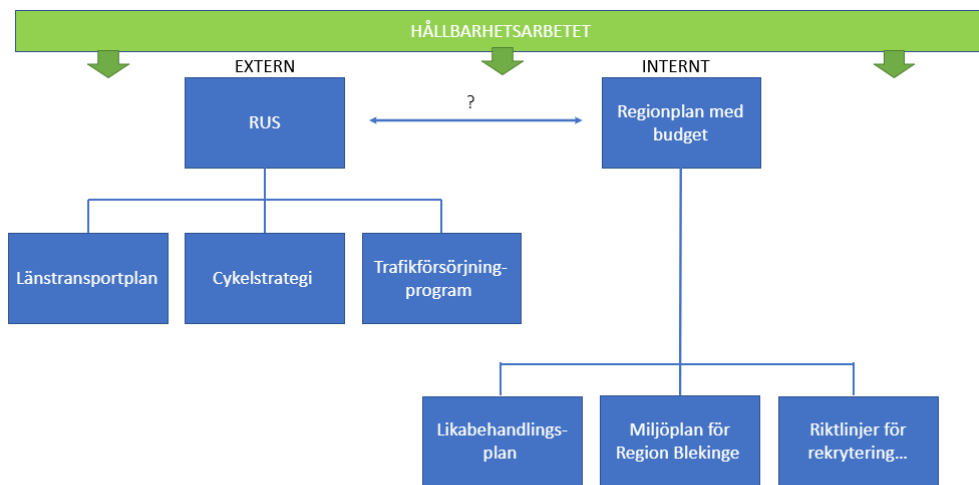 HÅLLBARHETSARBETET
EXTERN
INTERNT
RUS
?
Regionplan med
budget
Länstransportplan
Cykelstrategi
Trafikförsörjning-
program
Likabehandlings-
plan
Miljöplan för
Region Blekinge
Riktlinjer för
rekrytering...